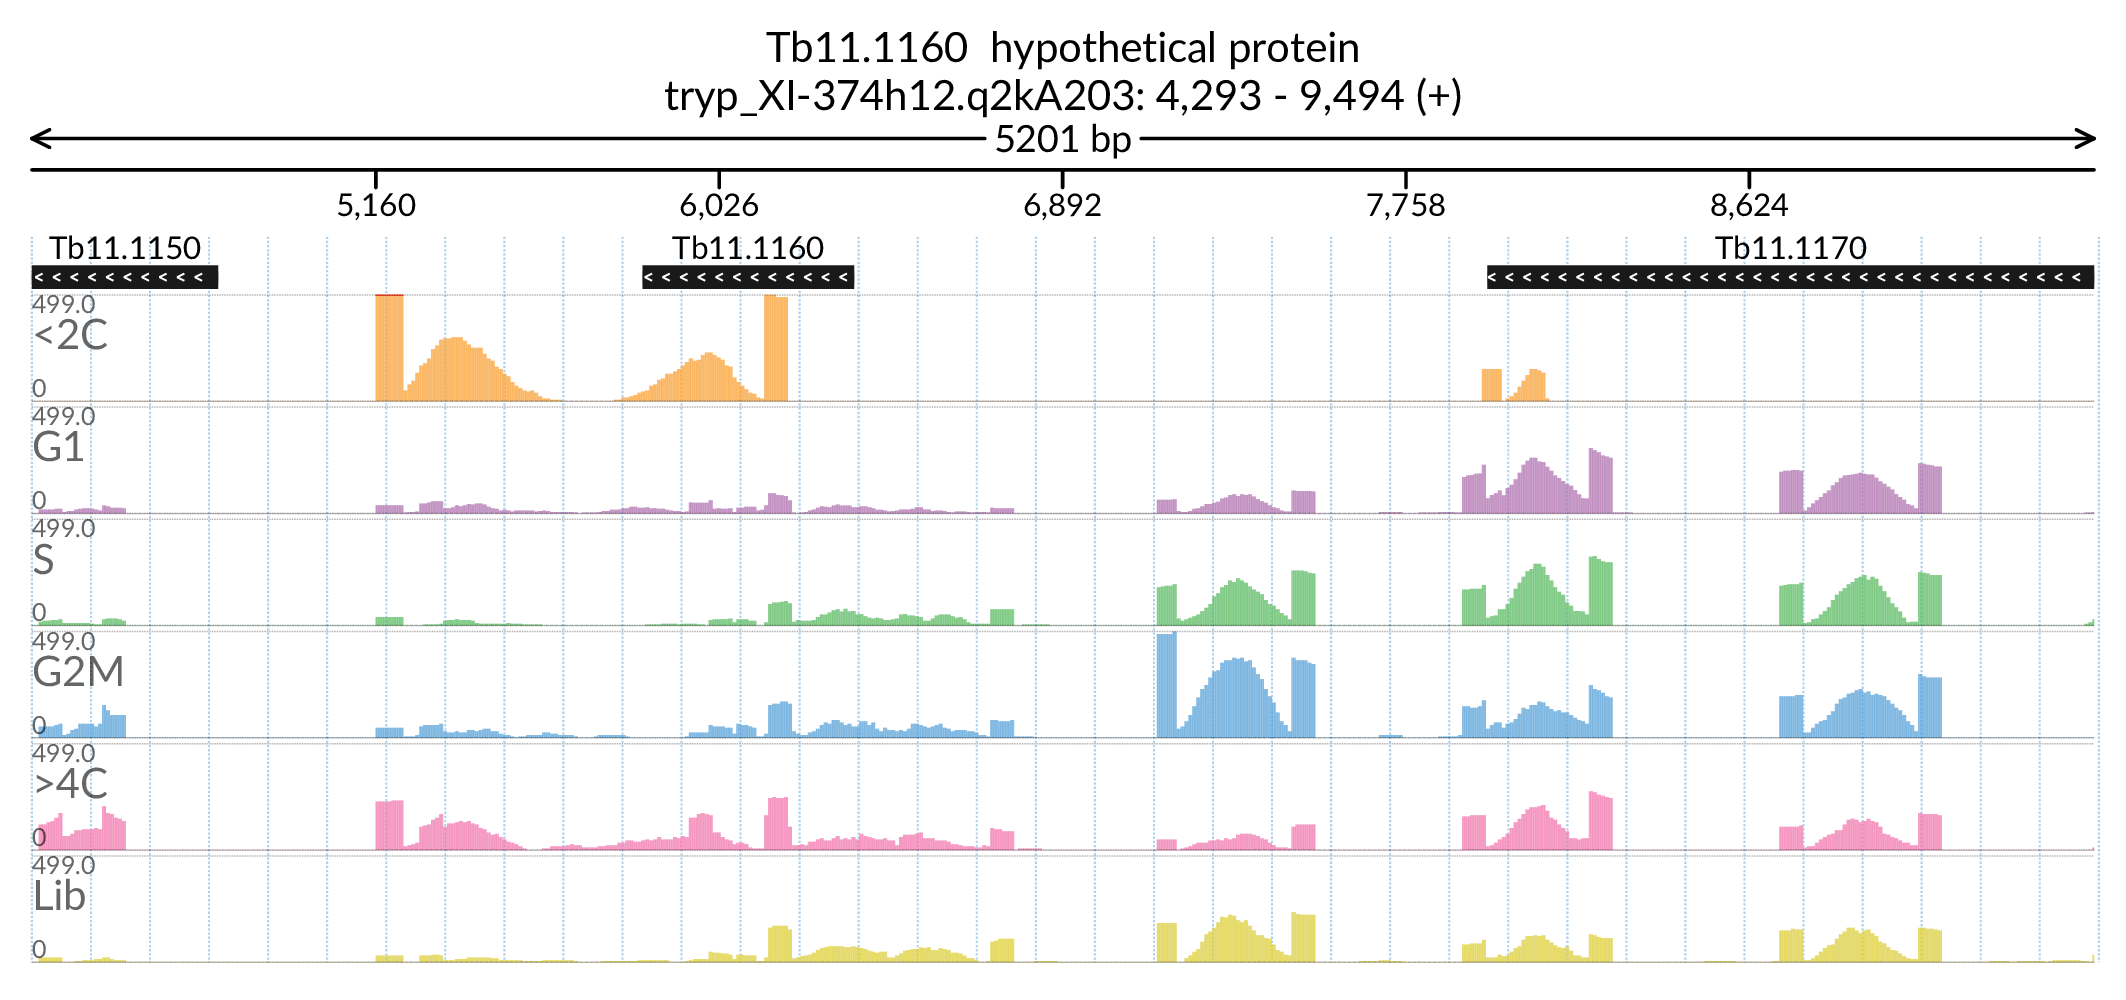 Tb11.1160 hypothetical protein
tryp_XI-374h12.q2kA203: 4,293 - 9,494 (+)
5201 bp
5,160 6,026 6,892 7,758 8,624
Tb11.1150 Tb11.1160 Tb11.1170
499.0
<2C
0
499.0
G1
0
499.0
S
0
499.0
G2M
0
499.0
>4C
0
499.0
Lib
0